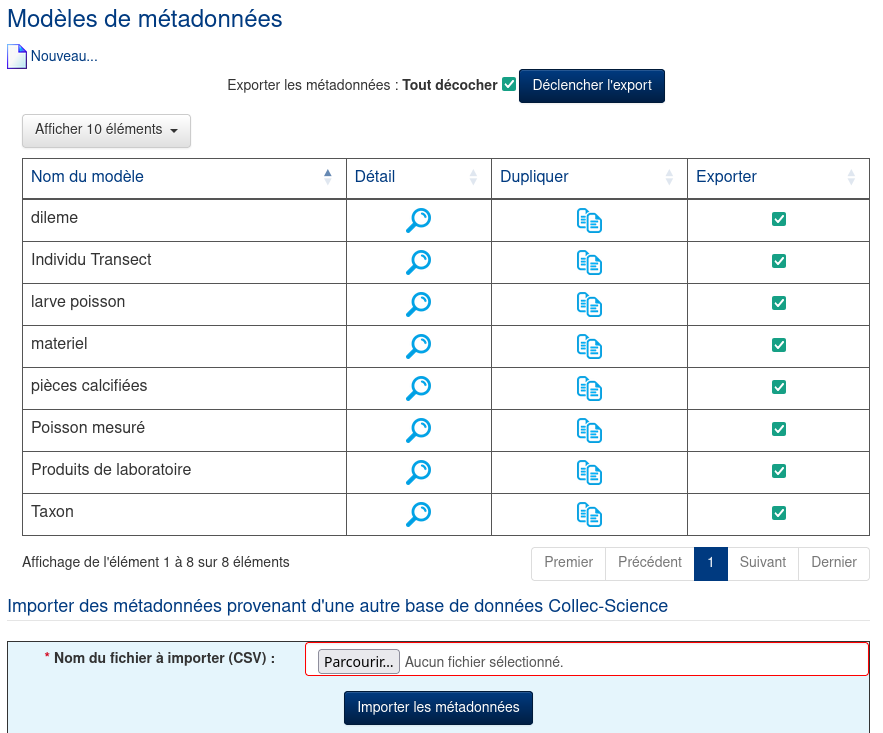 Modèles de métadonnées
Nouveau...
Exporter les métadonnées : Tout décocher Déclencher l'export
Afficher 10 éléments
Nom du modèle Détail Dupliquer Exporter
dileme
Individu Transect
larve poisson
materiel
pièces calcifiées
Poisson mesuré
Produits de laboratoire
Taxon
Affichage de l'élément 1 à 8 sur 8 éléments Premier Précédent 1 Suivant Dernier
Importer des métadonnées provenant d'une autre base de données Collec-Science
* Nom du fichier à importer (CSV) : Parcourir... Aucun fichier sélectionné.
Importer les métadonnées